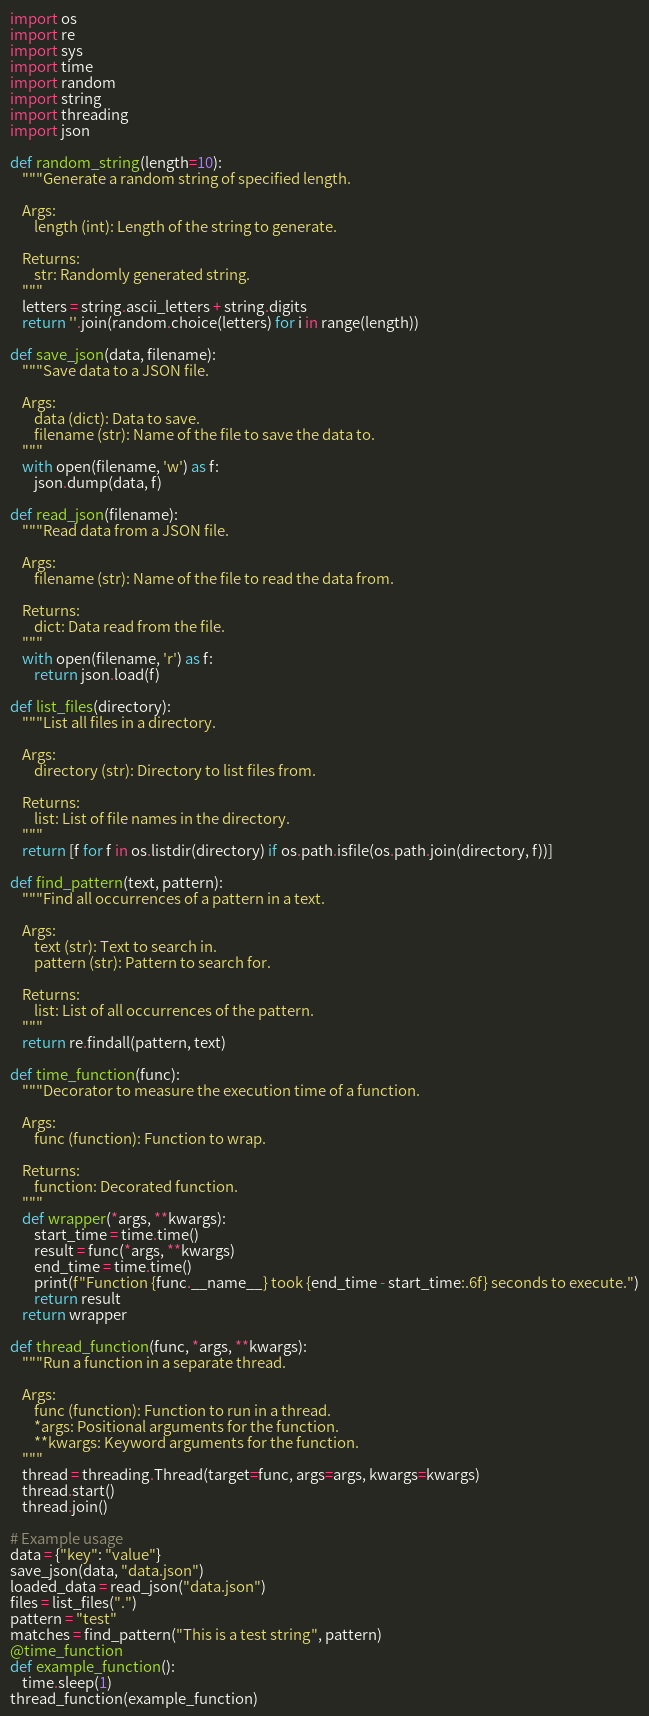 import os
import re
import sys
import time
import random
import string
import threading
import json

def random_string(length=10):
    """Generate a random string of specified length.

    Args:
        length (int): Length of the string to generate.

    Returns:
        str: Randomly generated string.
    """
    letters = string.ascii_letters + string.digits
    return ''.join(random.choice(letters) for i in range(length))

def save_json(data, filename):
    """Save data to a JSON file.

    Args:
        data (dict): Data to save.
        filename (str): Name of the file to save the data to.
    """
    with open(filename, 'w') as f:
        json.dump(data, f)

def read_json(filename):
    """Read data from a JSON file.

    Args:
        filename (str): Name of the file to read the data from.

    Returns:
        dict: Data read from the file.
    """
    with open(filename, 'r') as f:
        return json.load(f)

def list_files(directory):
    """List all files in a directory.

    Args:
        directory (str): Directory to list files from.

    Returns:
        list: List of file names in the directory.
    """
    return [f for f in os.listdir(directory) if os.path.isfile(os.path.join(directory, f))]

def find_pattern(text, pattern):
    """Find all occurrences of a pattern in a text.

    Args:
        text (str): Text to search in.
        pattern (str): Pattern to search for.

    Returns:
        list: List of all occurrences of the pattern.
    """
    return re.findall(pattern, text)

def time_function(func):
    """Decorator to measure the execution time of a function.

    Args:
        func (function): Function to wrap.

    Returns:
        function: Decorated function.
    """
    def wrapper(*args, **kwargs):
        start_time = time.time()
        result = func(*args, **kwargs)
        end_time = time.time()
        print(f"Function {func.__name__} took {end_time - start_time:.6f} seconds to execute.")
        return result
    return wrapper

def thread_function(func, *args, **kwargs):
    """Run a function in a separate thread.

    Args:
        func (function): Function to run in a thread.
        *args: Positional arguments for the function.
        **kwargs: Keyword arguments for the function.
    """
    thread = threading.Thread(target=func, args=args, kwargs=kwargs)
    thread.start()
    thread.join()

# Example usage
data = {"key": "value"}
save_json(data, "data.json")
loaded_data = read_json("data.json")
files = list_files(".")
pattern = "test"
matches = find_pattern("This is a test string", pattern)
@time_function
def example_function():
    time.sleep(1)
thread_function(example_function)